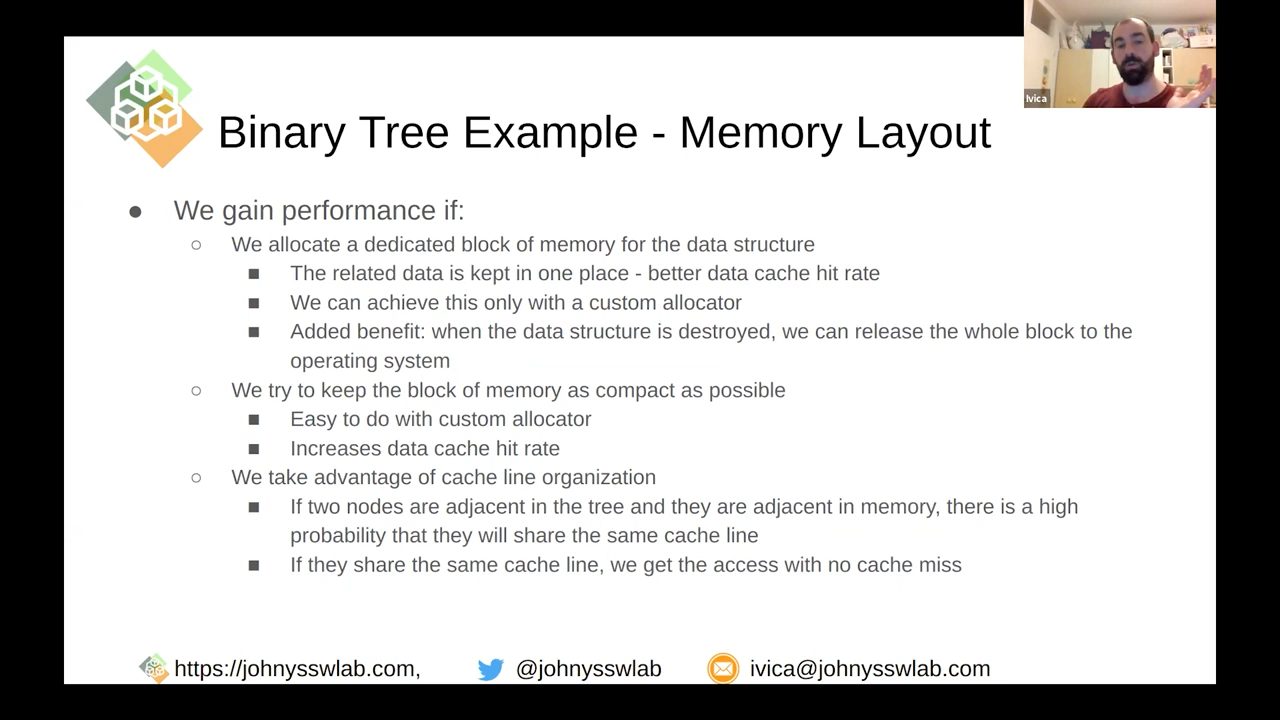 Ivica
Binary Tree Example - Memory Layout
● We gain performance if:
○ We allocate a dedicated block of memory for the data structure
■ The related data is kept in one place - better data cache hit rate
■ We can achieve this only with a custom allocator
■ Added benefit: when the data structure is destroyed, we can release the whole block to the
operating system
○ We try to keep the block of memory as compact as possible
■ Easy to do with custom allocator
■ Increases data cache hit rate
○ We take advantage of cache line organization
■ If two nodes are adjacent in the tree and they are adjacent in memory, there is a high
probability that they will share the same cache line
■ If they share the same cache line, we get the access with no cache miss
https://johnysswlab.com, @johnysswlab ivica@johnysswlab.com